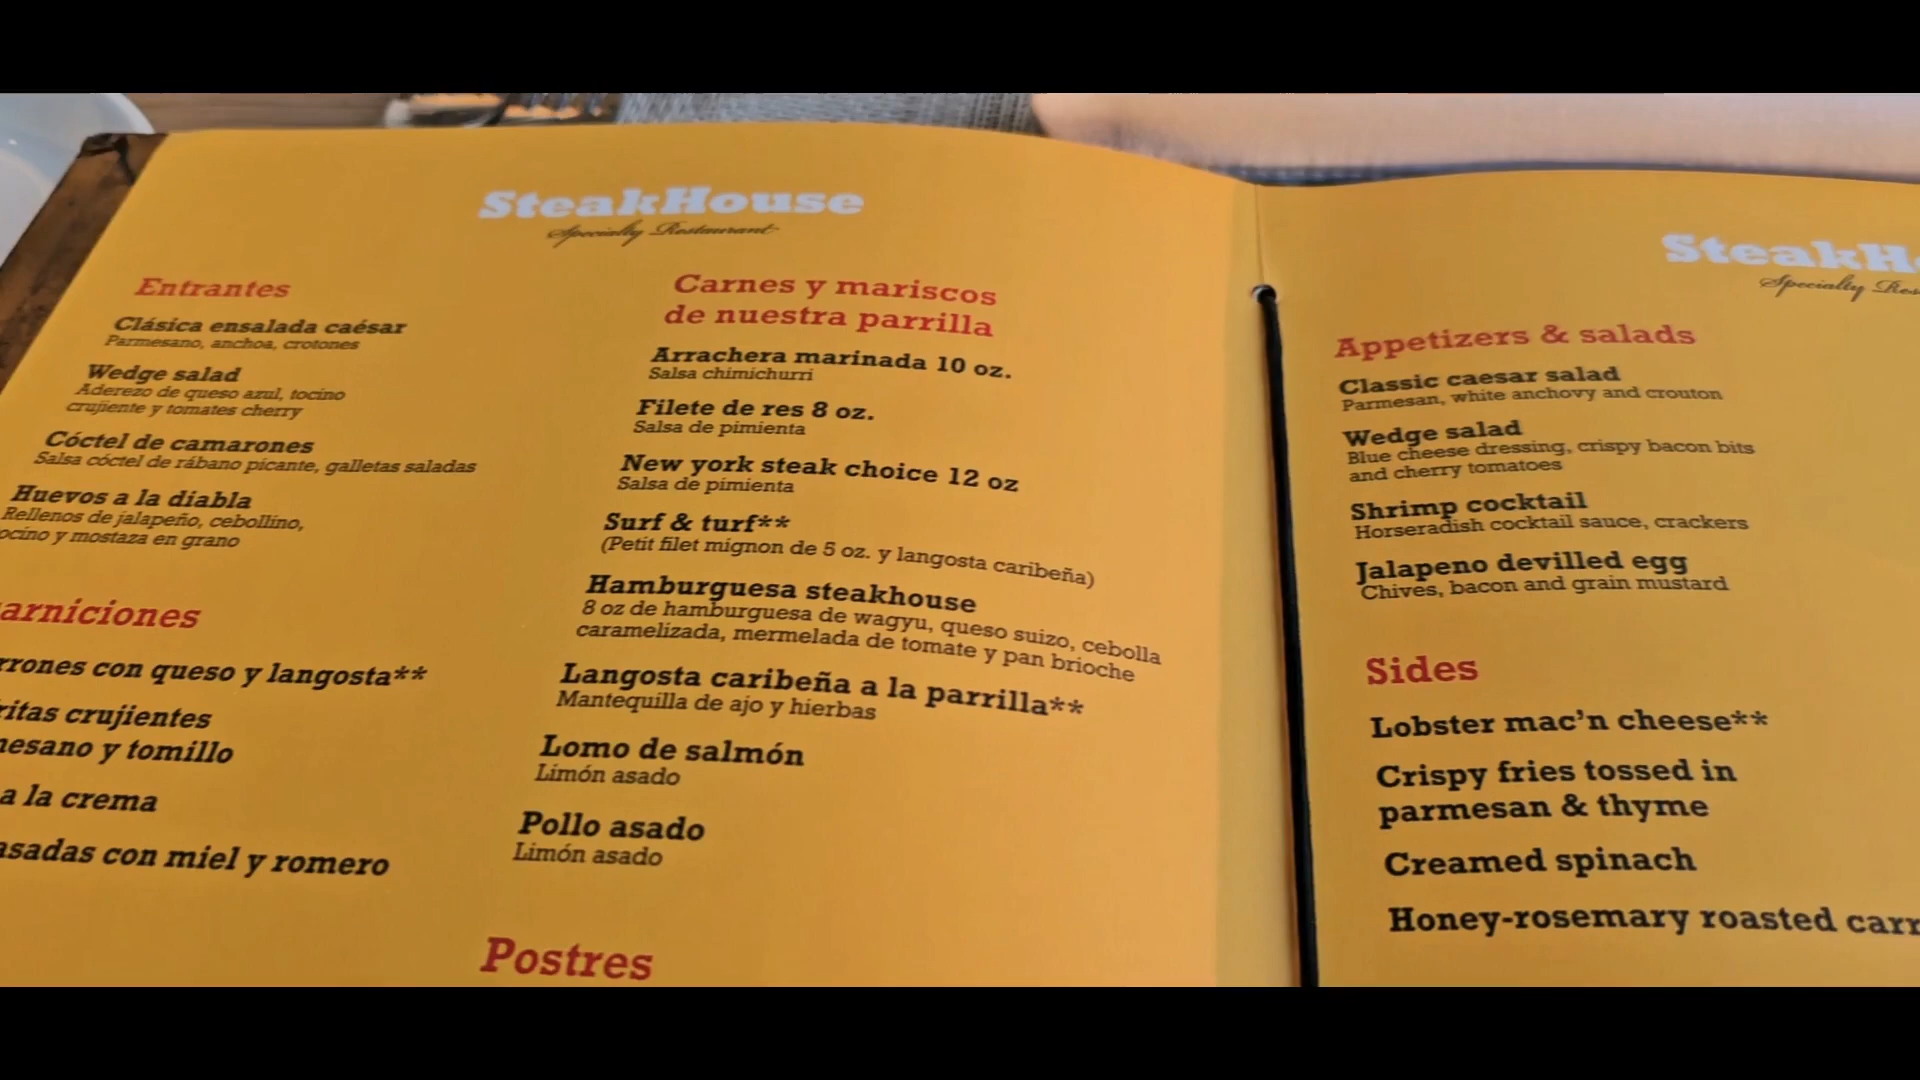 SteakHouse
Specialty Restaurant
Entrantes
Clásica ensalada caésar
Parmesano, anchoa, crotones
Wedge salad
Aderezo de queso azul, tocino
crujiente y tomates cherry
Cóctel de camarones
Salsa cóctel de rábano picante, galletas saladas
Huevos a la diabla
Rellenos de jalapeño, cebollino,
ocino y mostaza en grano
arniciones
rrones con queso y langosta**
ritas crujientes
mesano y tomillo
a la crema
asadas con miel y romero
Carnes y mariscos
de nuestra parrilla
Arrachera marinada 10 oz.
Salsa chimichurri
Filete de res 8 oz.
Salsa de pimienta
New york steak choice 12 oz
Salsa de pimienta
Surf & turf**
(Petit filet mignon de 5 oz. y langosta caribeña)
Hamburguesa steakhouse
8 oz de hamburguesa de wagyu, queso suizo, cebolla
caramelizada, mermelada de tomate y pan brioche
Langosta caribeña a la parrilla**
Mantequilla de ajo y hierbas
Lomo de salmón
Limón asado
Pollo asado
Limón asado
Postres
SteakHo
Specialty Res
Appetizers & salads
Classic caesar salad
Parmesan, white anchovy and crouton
Wedge salad
Blue cheese dressing, crispy bacon bits
and cherry tomatoes
Shrimp cocktail
Horseradish cocktail sauce, crackers
Jalapeno devilled egg
Chives, bacon and grain mustard
Sides
Lobster mac'n cheese**
Crispy fries tossed in
parmesan & thyme
Creamed spinach
Honey-rosemary roasted carr